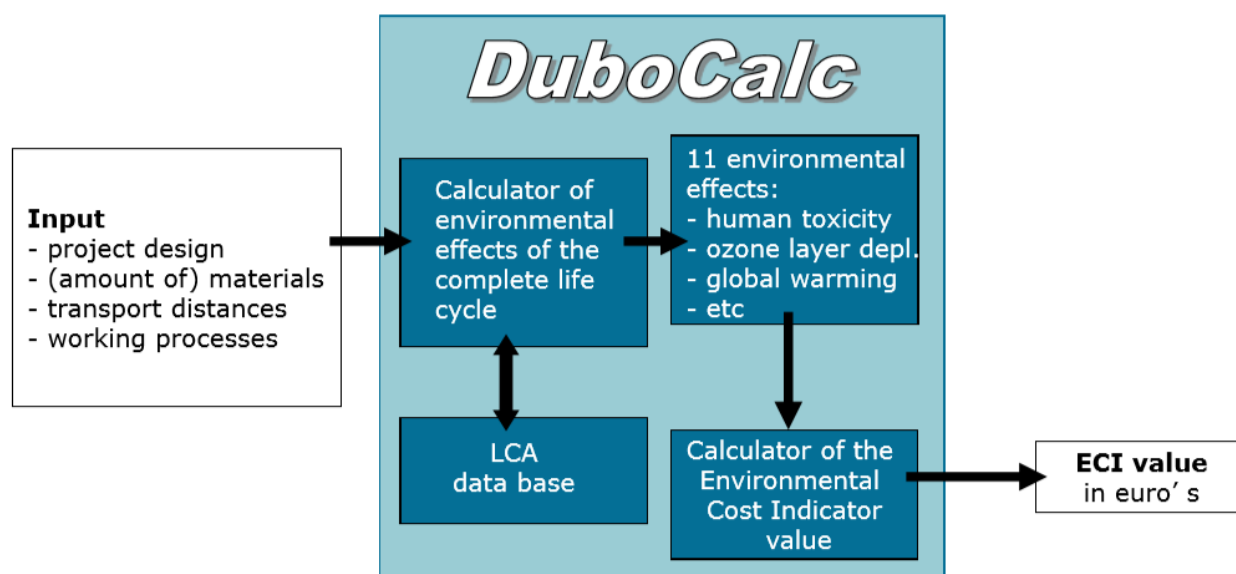 DuboCalc
Input
- project design
- (amount of) materials
- transport distances
- working processes
Calculator of
environmental
effects of the
complete life
cycle
11 environmental
effects:
- human toxicity
- ozone layer depl.
- global warming
- etc
LCA
data base
Calculator of the
Environmental
Cost Indicator
value
ECI value
in euro’ s